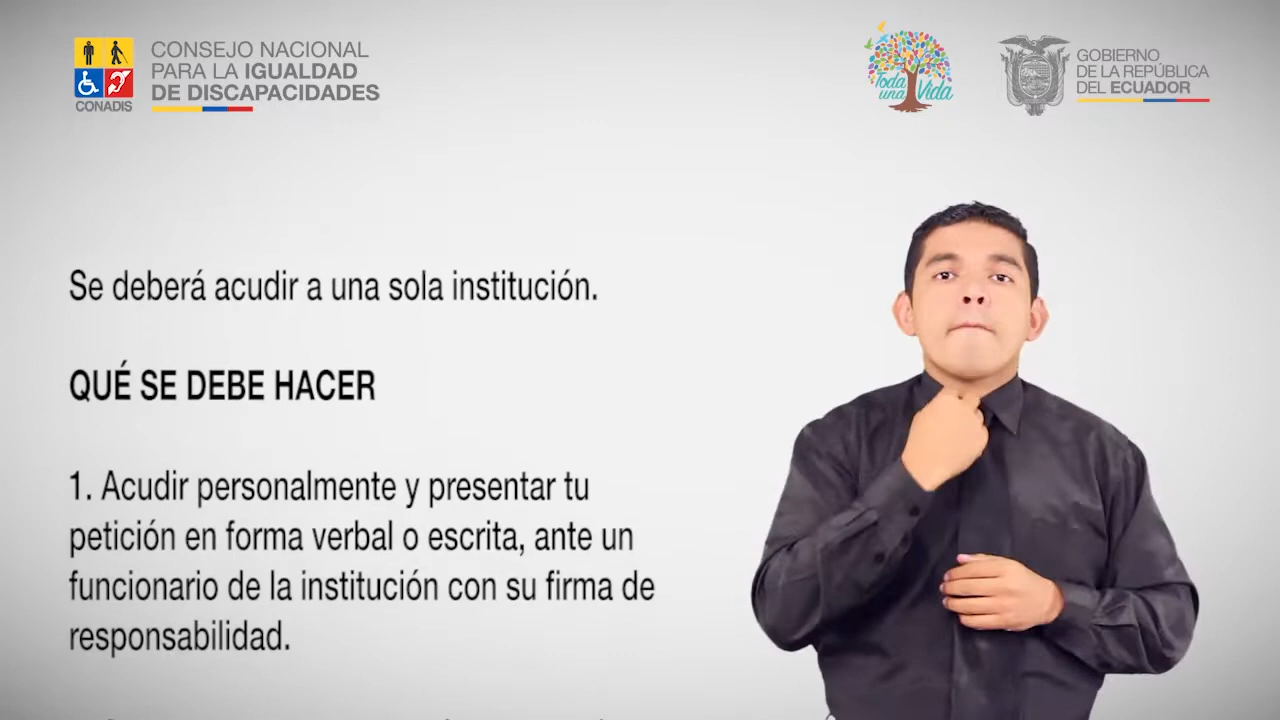 CONSEJO NACIONAL
PARA LA IGUALDAD
DE DISCAPACIDADES
CONADIS
Toda
una Vida
GOBIERNO
DE LA REPÚBLICA
DEL ECUADOR
Se deberá acudir a una sola institución.
QUÉ SE DEBE HACER
1. Acudir personalmente y presentar tu
petición en forma verbal o escrita, ante un
funcionario de la institución con su firma de
responsabilidad.